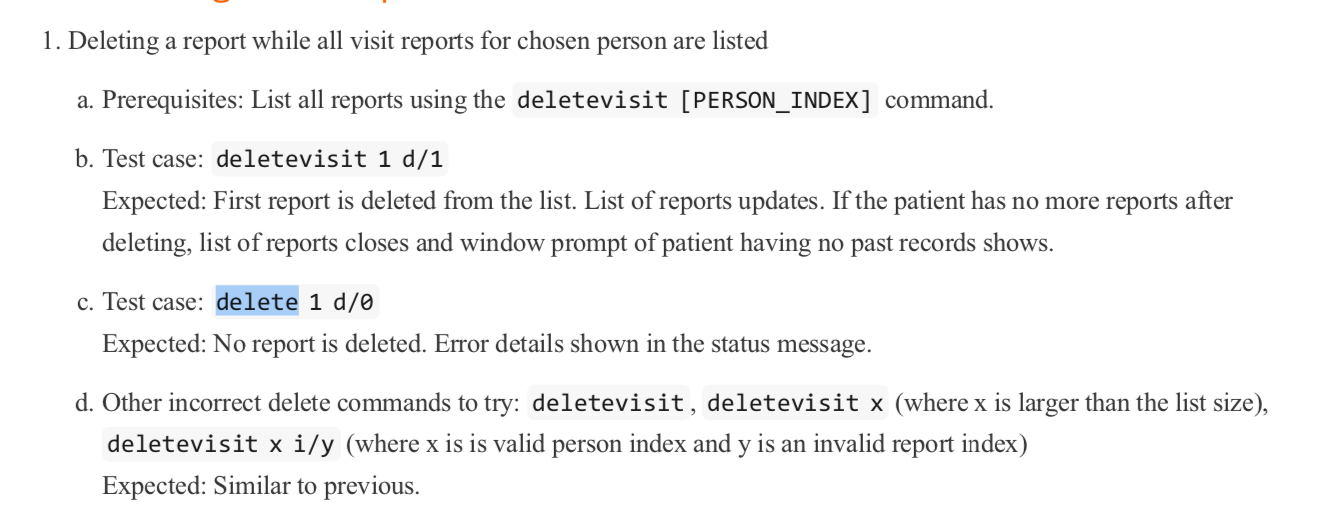 1. Deleting a report while all visit reports for chosen person are listed
a. Prerequisites: List all reports using the deletevisit [PERSON_INDEX] command.
b. Test case: deletevisit 1 d/1
Expected: First report is deleted from the list. List of reports updates. If the patient has no more reports after
deleting, list of reports closes and window prompt of patient having no past records shows.
c. Test case: delete 1 d/0
Expected: No report is deleted. Error details shown in the status message.
d. Other incorrect delete commands to try: deletevisit, deletevisit x (where x is larger than the list size),
deletevisit x i/y (where x is is valid person index and y is an invalid report index)
Expected: Similar to previous.